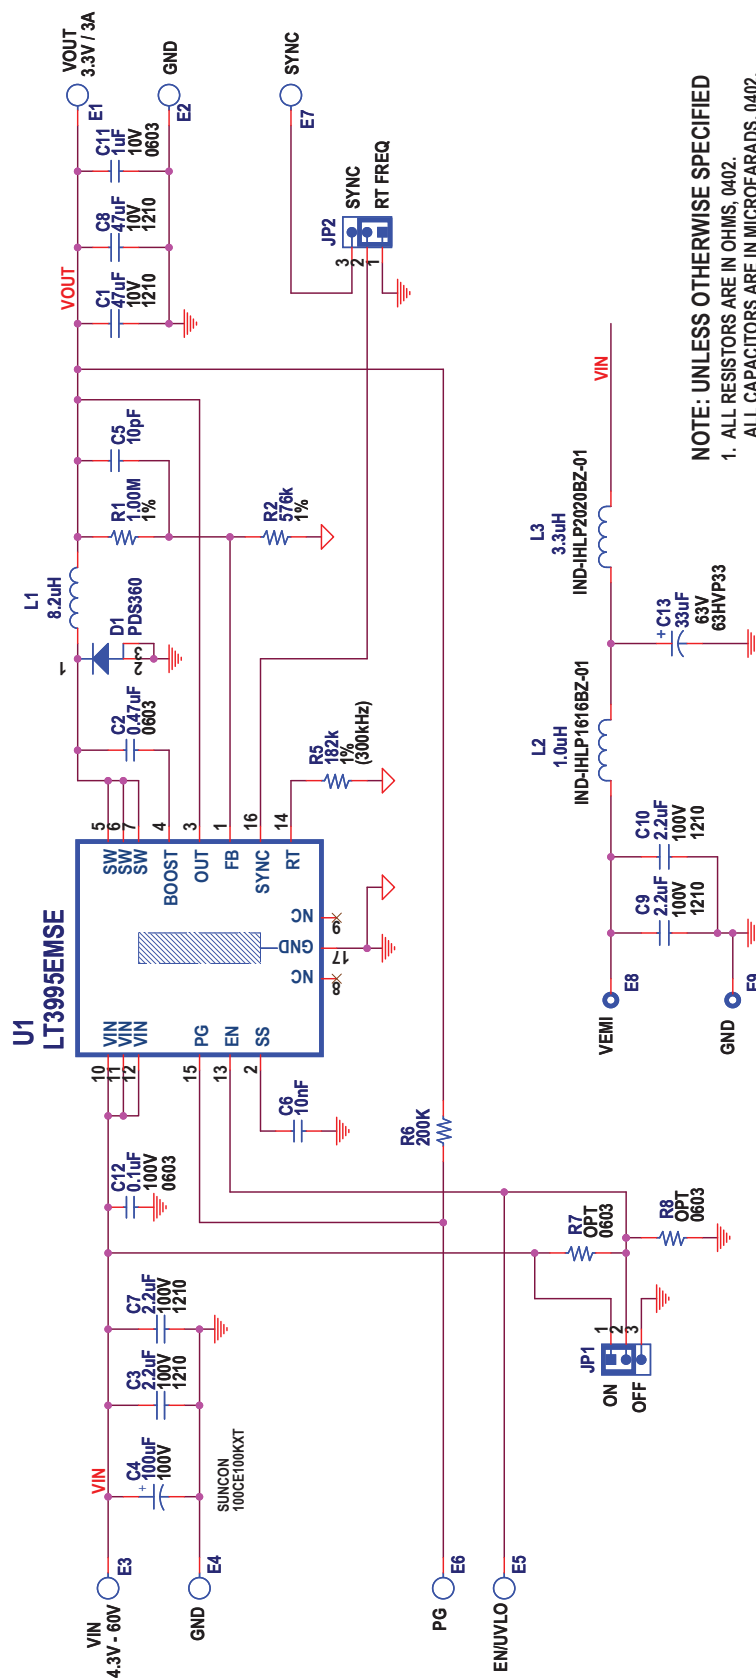 VIN
4.3V - 60V
E3
GND
E4
VIN
C4
100uF
100V
+
SUNCON
100CE100KXT
C3
2.2uF
100V
1210
C7
2.2uF
100V
1210
C12
0.1uF
100V
0603
U1
LT3995EMSE
10
11
12
VIN
VIN
VIN
15
PG
13
EN
2
SS
C6
10nF
5
6
7
SW
SW
SW
4
BOOST
3
OUT
1
FB
16
SYNC
14
RT
NC
8
GND
17
NC
9
C2
0.47uF
0603
1
D1
PDS360
3
2
L1
8.2uH
R1
1.00M
1%
C5
10pF
R2
576k
1%
R5
182k
1%
(300kHz)
VOUT
C1
47uF
10V
1210
C8
47uF
10V
1210
C11
1uF
10V
0603
VOUT
3.3V / 3A
E1
GND
E2
SYNC
E7
JP2
3
2
1
SYNC
RT FREQ
R6
200K
PG
E6
EN/UVLO
E5
JP1
1
2
3
ON
OFF
R7
OPT
0603
R8
OPT
0603
VEMI
E8
GND
E9
C9
2.2uF
100V
1210
C10
2.2uF
100V
1210
L2
1.0uH
IND-IHLP1616BZ-01
+
C13
33uF
63V
63HVP33
L3
3.3uH
IND-IHLP2020BZ-01
VIN
NOTE: UNLESS OTHERWISE SPECIFIED
1. ALL RESISTORS ARE IN OHMS, 0402.
ALL CAPACITORS ARE IN MICROFARADS, 0402.